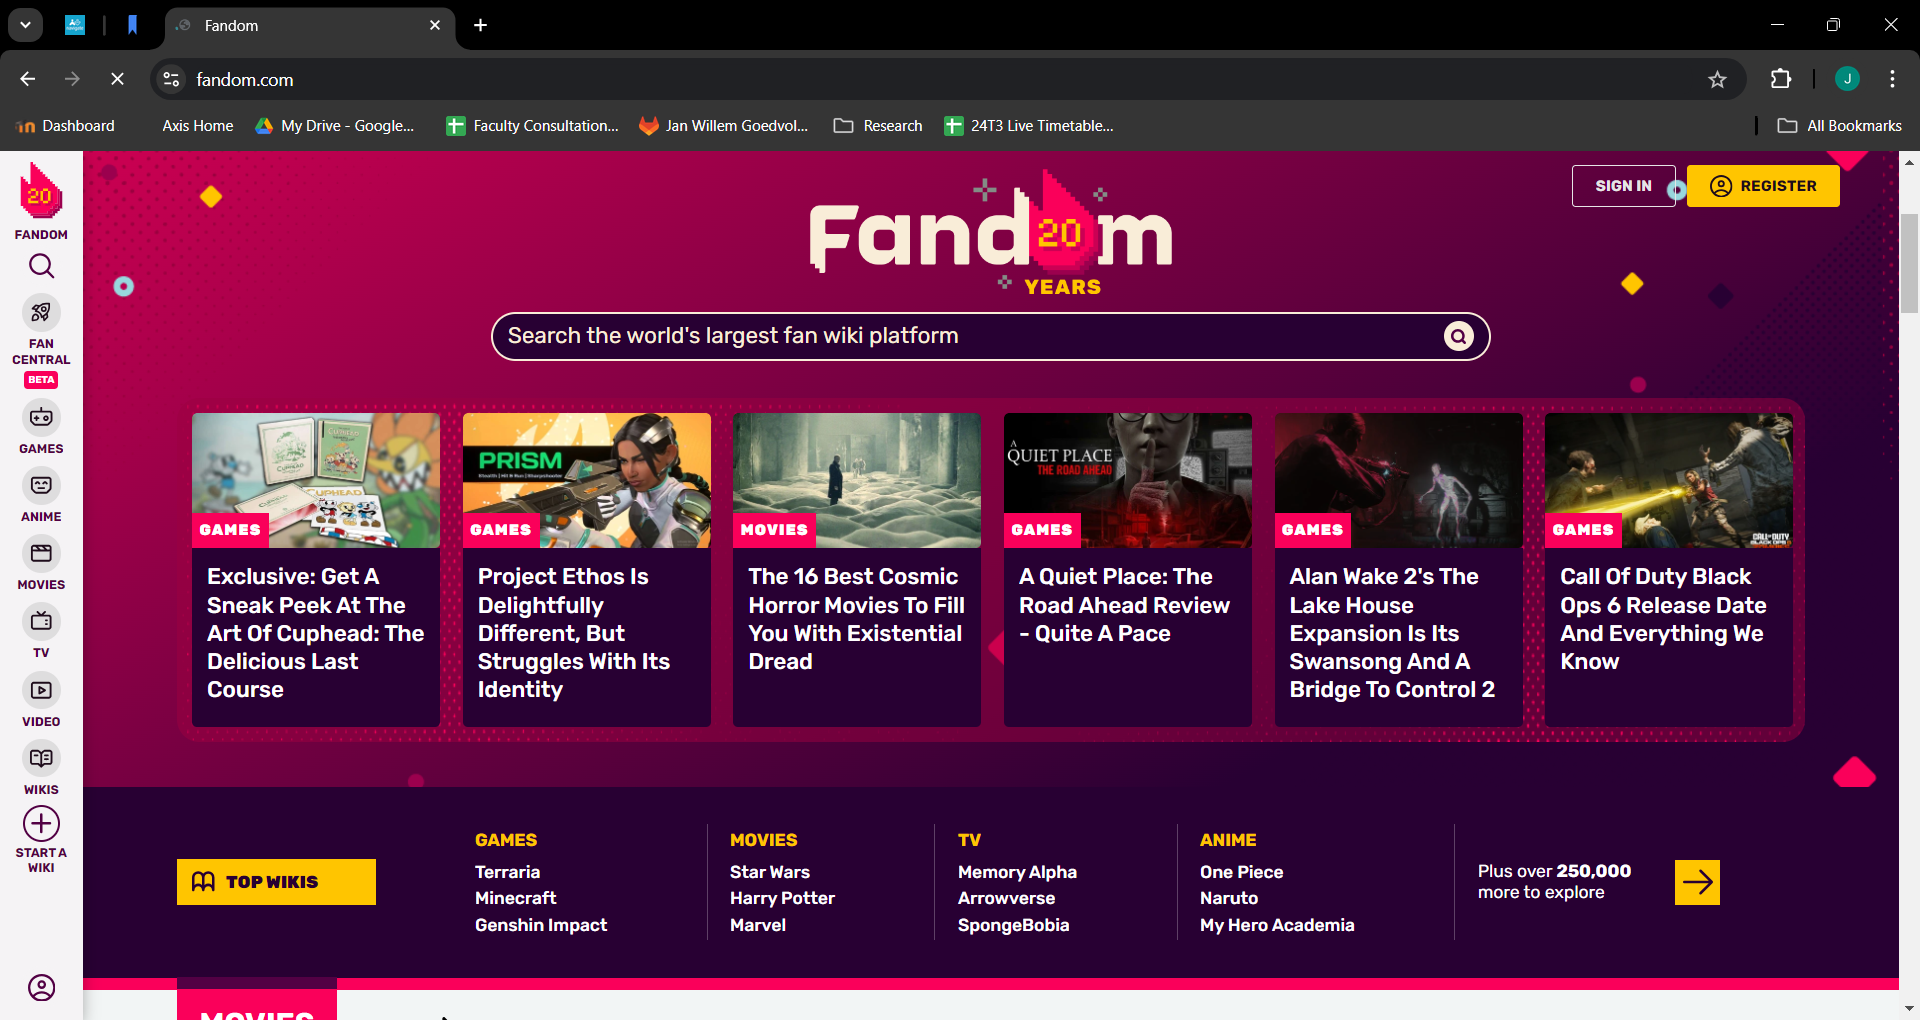 Fandom
fandom.com
Dashboard
Axis Home
My Drive - Google...
Faculty Consultation...
Jan Willem Goedvol...
Research
24T3 Live Timetable...
All Bookmarks
J
20
FANDOM
FAN
CENTRAL
BETA
GAMES
ANIME
MOVIES
TV
VIDEO
WIKIS
START A
WIKI
SIGN IN
REGISTER
Fandom
20
YEARS
Search the world's largest fan wiki platform
CUPHEAD
GAMES
Exclusive: Get A
Sneak Peek At The
Art Of Cuphead: The
Delicious Last
Course
PRISM
GAMES
Project Ethos Is
Delightfully
Different, But
Struggles With Its
Identity
MOVIES
The 16 Best Cosmic
Horror Movies To Fill
You With Existential
Dread
A
QUIET PLACE
THE ROAD AHEAD
GAMES
A Quiet Place: The
Road Ahead Review
- Quite A Pace
GAMES
Alan Wake 2's The
Lake House
Expansion Is Its
Swansong And A
Bridge To Control 2
CALL OF DUTY
BLACK OPS 6
GAMES
Call Of Duty Black
Ops 6 Release Date
And Everything We
Know
TOP WIKIS
GAMES
Terraria
Minecraft
Genshin Impact
MOVIES
Star Wars
Harry Potter
Marvel
TV
Memory Alpha
Arrowverse
SpongeBobia
ANIME
One Piece
Naruto
My Hero Academia
Plus over 250,000
more to explore
MOVIES